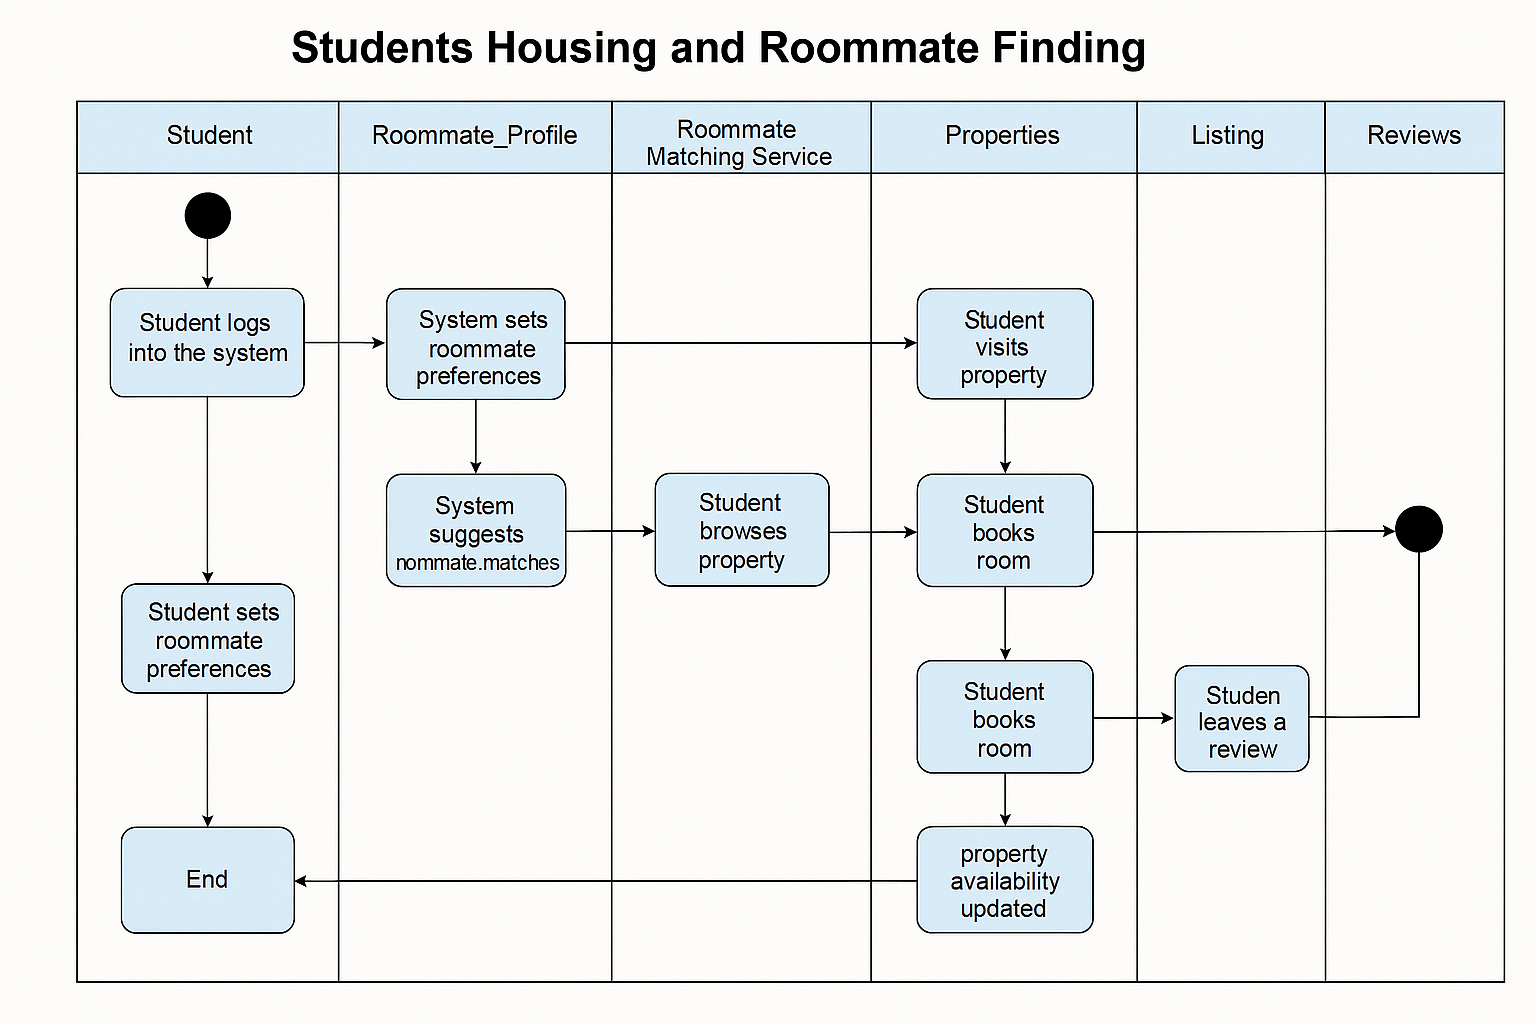 Students Housing and Roommate Finding
Student
Roommate_Profile
Roommate
Matching Service
Properties
Listing
Reviews
Student logs
into the system
System sets
roommate
preferences
Student
visits
property
System
suggests
nommate.matches
Student
browses
property
Student
books
room
Student sets
roommate
preferences
Student
books
room
Studen
leaves a
review
End
property
availability
updated